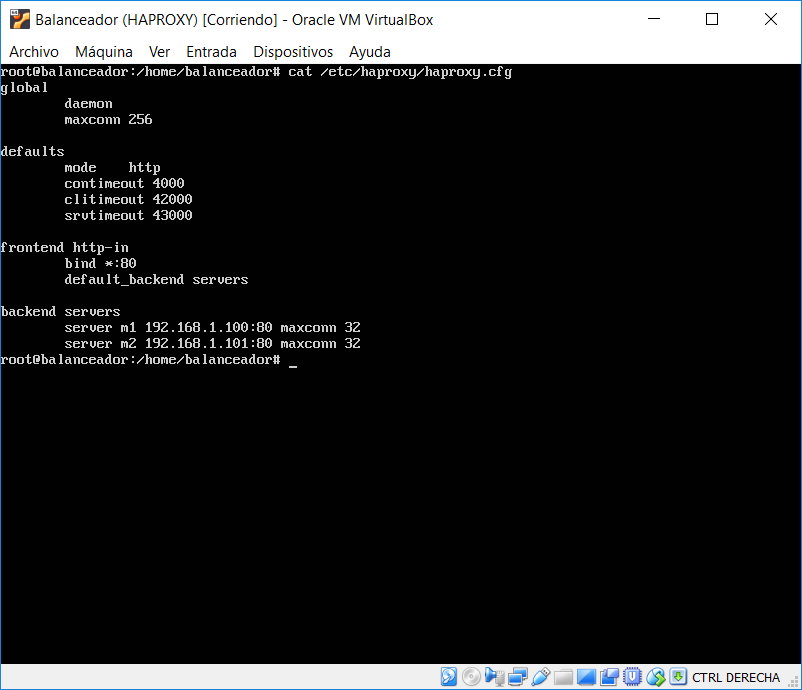 Balanceador (HAPROXY) [Corriendo] - Oracle VM VirtualBox
Archivo Máquina Ver Entrada Dispositivos Ayuda
root@balanceador:/home/balanceador# cat /etc/haproxy/haproxy.cfg
global
        daemon
        maxconn 256

defaults
        mode    http
        contimeout 4000
        clitimeout 42000
        srvtimeout 43000

frontend http-in
        bind *:80
        default_backend servers

backend servers
        server m1 192.168.1.100:80 maxconn 32
        server m2 192.168.1.101:80 maxconn 32
root@balanceador:/home/balanceador# _
CTRL DERECHA